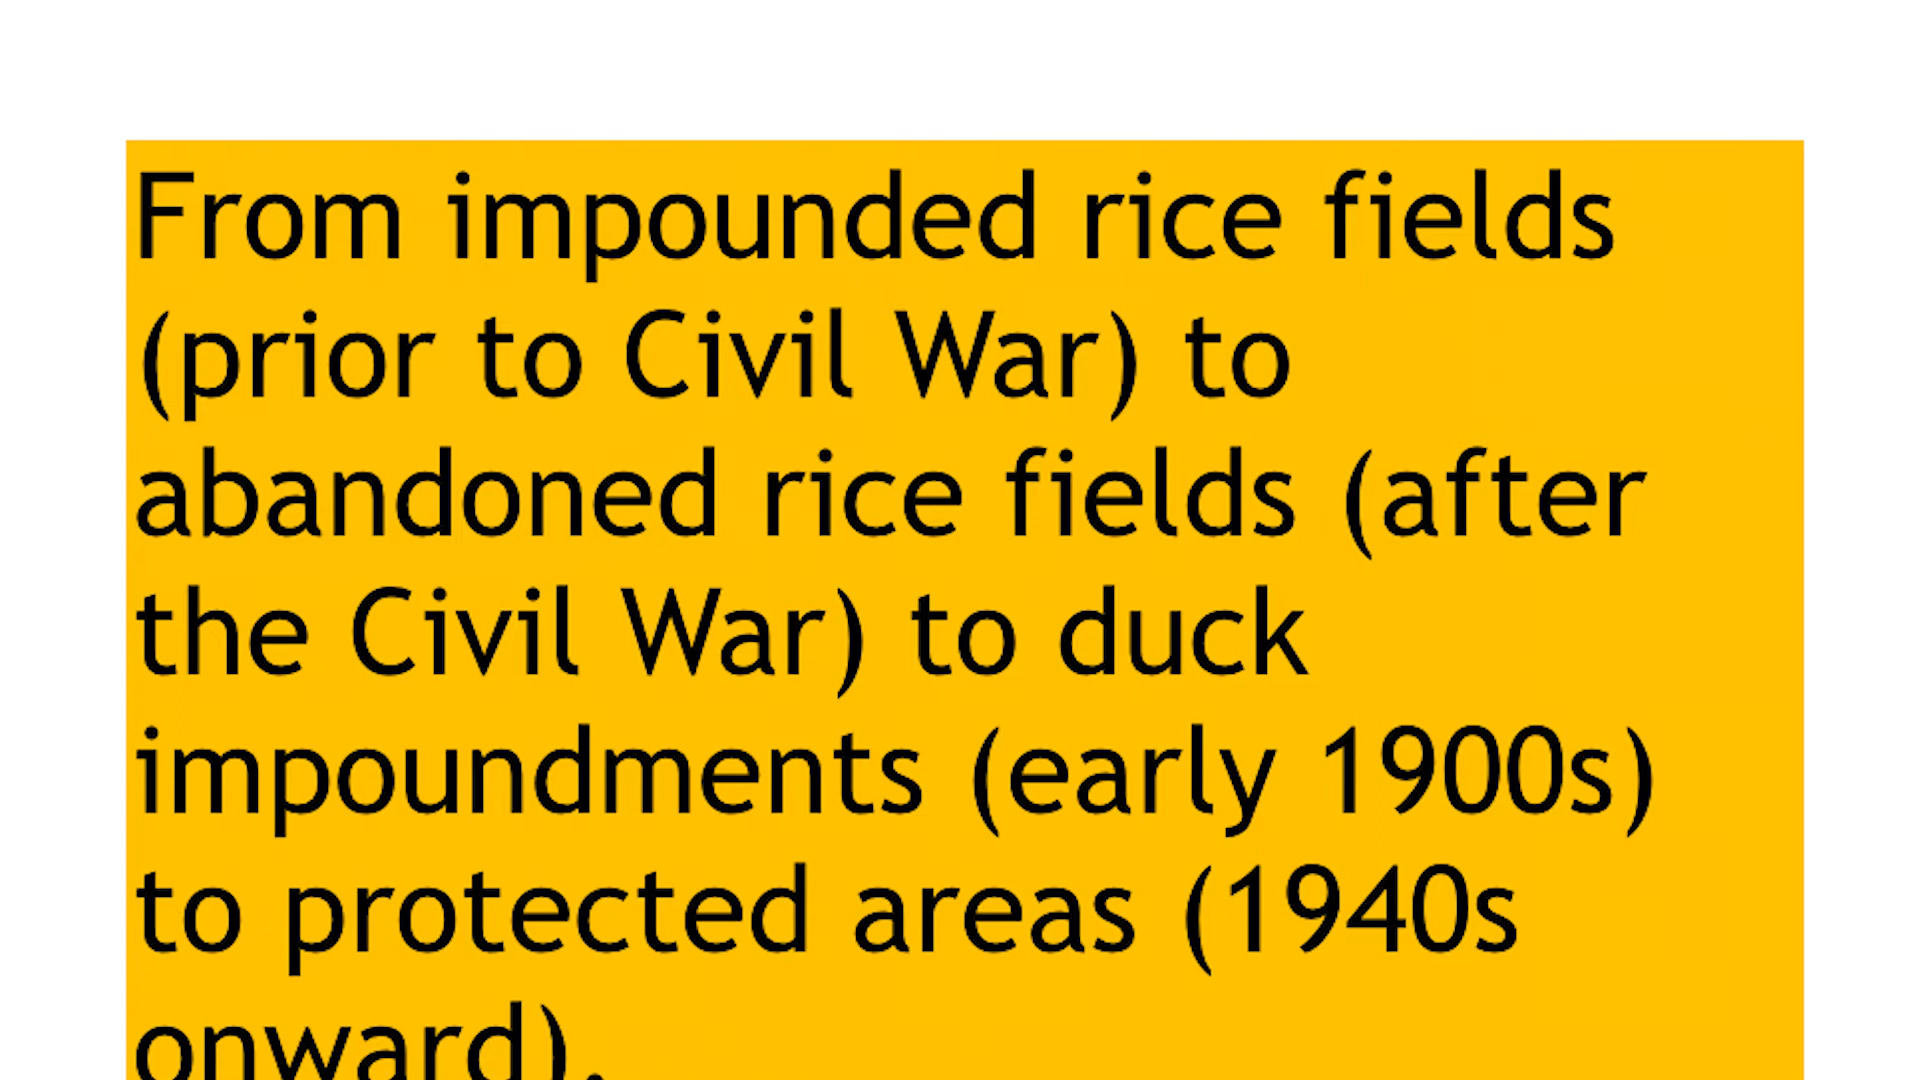 From impounded rice fields
(prior to Civil War) to
abandoned rice fields (after
the Civil War) to duck
impoundments (early 1900s)
to protected areas (1940s
onward).